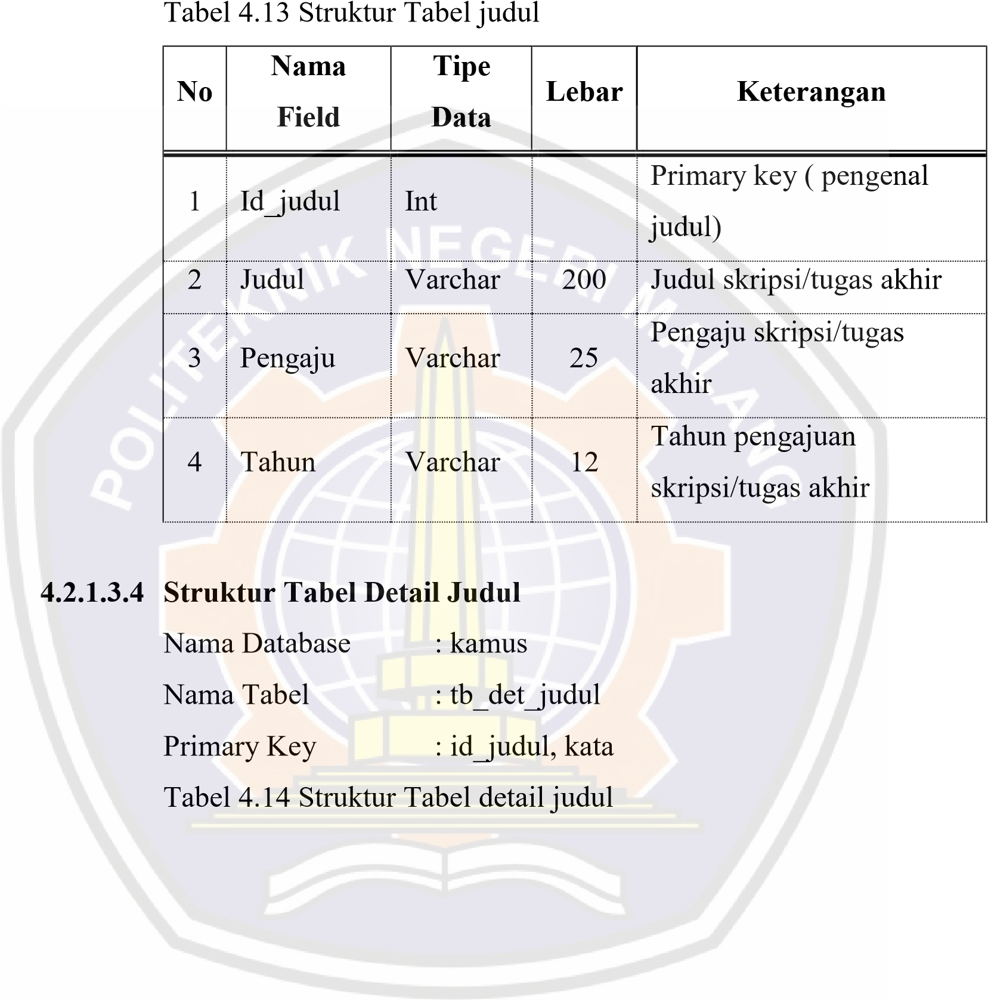 Tabel 4.13 Struktur Tabel judul
No Nama Field Tipe Data Lebar Keterangan
1 Id_judul Int Primary key ( pengenal
judul)
2 Judul Varchar 200 Judul skripsi/tugas akhir
3 Pengaju Varchar 25 Pengaju skripsi/tugas
akhir
4 Tahun Varchar 12 Tahun pengajuan
skripsi/tugas akhir
4.2.1.3.4 Struktur Tabel Detail Judul
Nama Database : kamus
Nama Tabel : tb_det_judul
Primary Key : id_judul, kata
Tabel 4.14 Struktur Tabel detail judul
POLITEKNIK NEGERI MALANG